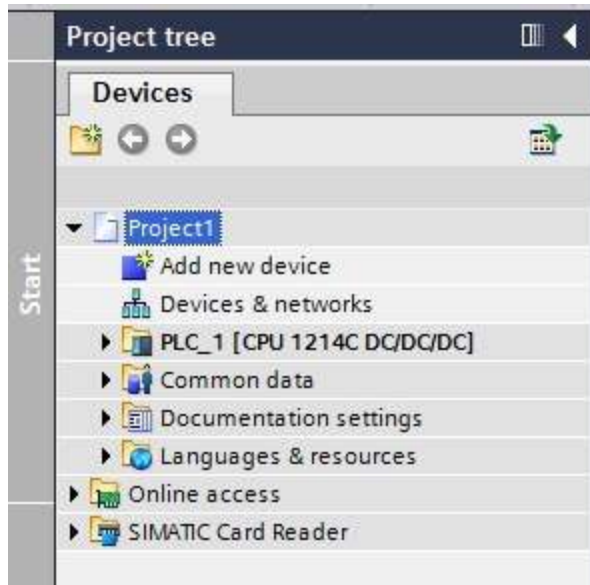 Project tree
Devices
Start
Project1
Add new device
Devices & networks
PLC_1 [CPU 1214C DC/DC/DC]
Common data
Documentation settings
Languages & resources
Online access
SIMATIC Card Reader